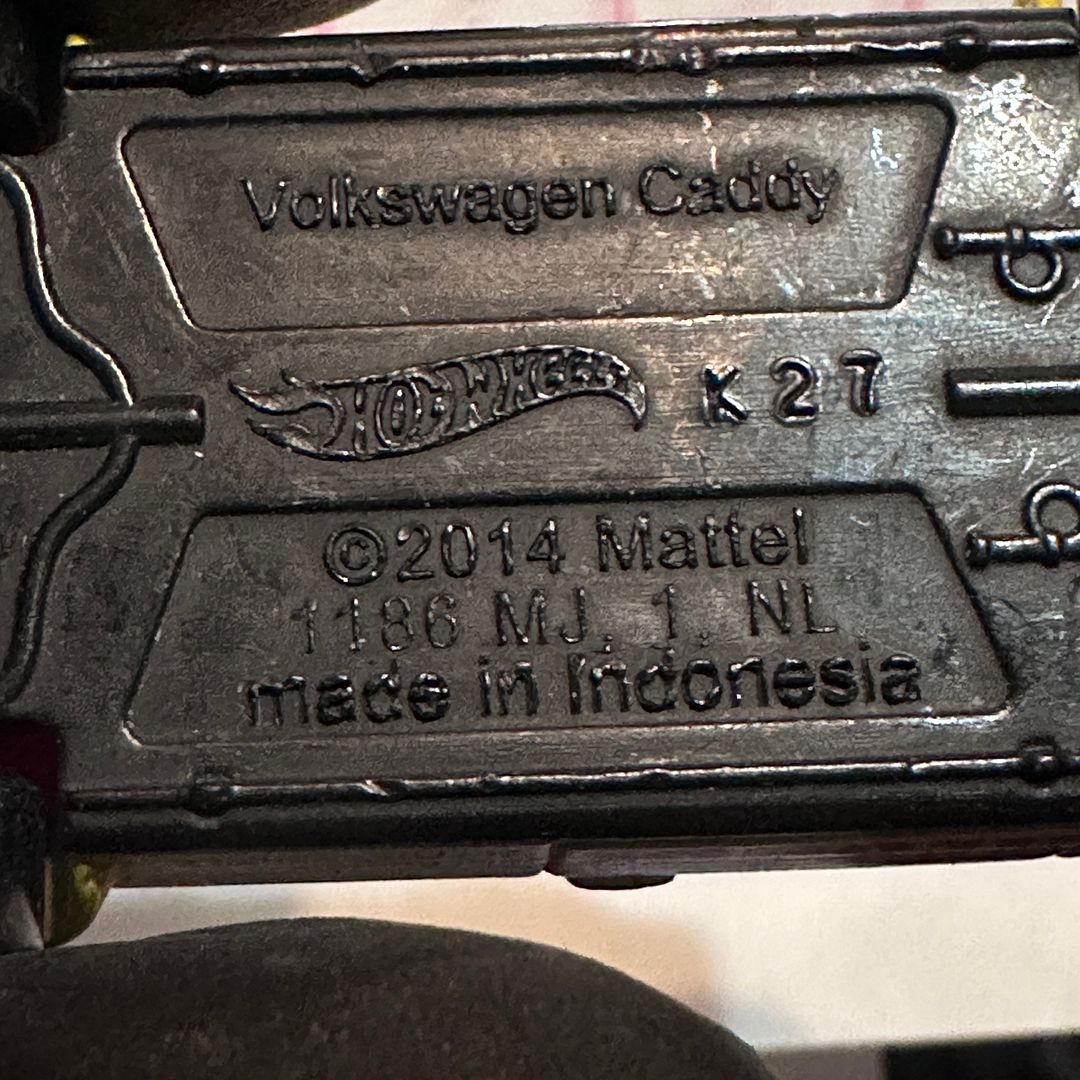 Volkswagen Caddy
HOT WHEELS K27
©2014 Mattel
1186 MJ, 1, NL
made in Indonesia